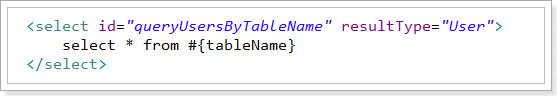 <select id="queryUsersByTableName" resultType="User">
    select * from #{tableName}
</select>